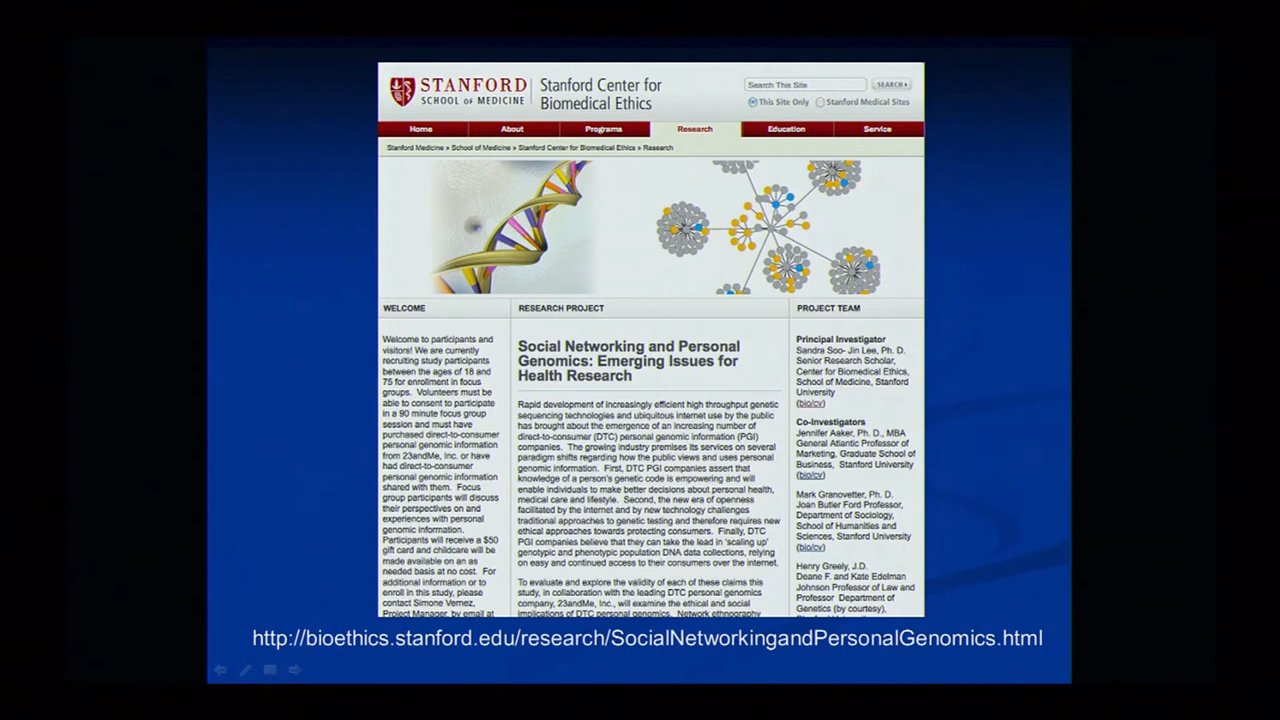 STANFORD
SCHOOL OF MEDICINE
Stanford Center for
Biomedical Ethics
Search This Site
SEARCH
This Site Only
Stanford Medical Sites
Home
About
Programs
Research
Education
Service
Stanford Medicine » School of Medicine » Stanford Center for Biomedical Ethics » Research
WELCOME
Welcome to participants and
visitors! We are currently
recruiting study participants
between the ages of 18 and
75 for enrollment in focus
groups. Volunteers must be
able to consent to participate
in a 90 minute focus group
session and must have
purchased direct-to-consumer
personal genomic information
from 23andMe, Inc. or have
had direct-to-consumer
personal genomic information
shared with them. Focus
group participants will discuss
their perspectives on and
experiences with personal
genomic information.
Participants will receive a $50
gift card and childcare will be
made available on an as
needed basis at no cost. For
additional information or to
enroll in this study, please
contact Simone Vernez,
Project Manager, by email at
RESEARCH PROJECT
Social Networking and Personal
Genomics: Emerging Issues for
Health Research
Rapid development of increasingly efficient high throughput genetic
sequencing technologies and ubiquitous internet use by the public
has brought about the emergence of an increasing number of
direct-to-consumer (DTC) personal genomic information (PGI)
companies. The growing industry premises its services on several
paradigm shifts regarding how the public views and uses personal
genomic information. First, DTC PGI companies assert that
knowledge of a person's genetic code is empowering and will
enable individuals to make better decisions about personal health,
medical care and lifestyle. Second, the new era of openness
facilitated by the internet and by new technology challenges
traditional approaches to genetic testing and therefore requires new
ethical approaches towards protecting consumers. Finally, DTC
PGI companies believe that they can take the lead in 'scaling up'
genotypic and phenotypic population DNA data collections, relying
on easy and continued access to their consumers over the internet.
To evaluate and explore the validity of each of these claims this
study, in collaboration with the leading DTC personal genomics
company, 23andMe, Inc., will examine the ethical and social
implications of DTC personal genomics. Network ethnography
PROJECT TEAM
Principal Investigator
Sandra Soo- Jin Lee, Ph. D.
Senior Research Scholar,
Center for Biomedical Ethics,
School of Medicine, Stanford
University
(bio/cv)
Co-Investigators
Jennifer Aaker, Ph. D., MBA
General Atlantic Professor of
Marketing, Graduate School of
Business, Stanford University
(bio/cv)
Mark Granovetter, Ph. D.
Joan Butler Ford Professor,
Department of Sociology,
School of Humanities and
Sciences, Stanford University
(bio/cv)
Henry Greely, J.D.
Deane F. and Kate Edelman
Johnson Professor of Law and
Professor Department of
Genetics (by courtesy),
http://bioethics.stanford.edu/research/SocialNetworkingandPersonalGenomics.html